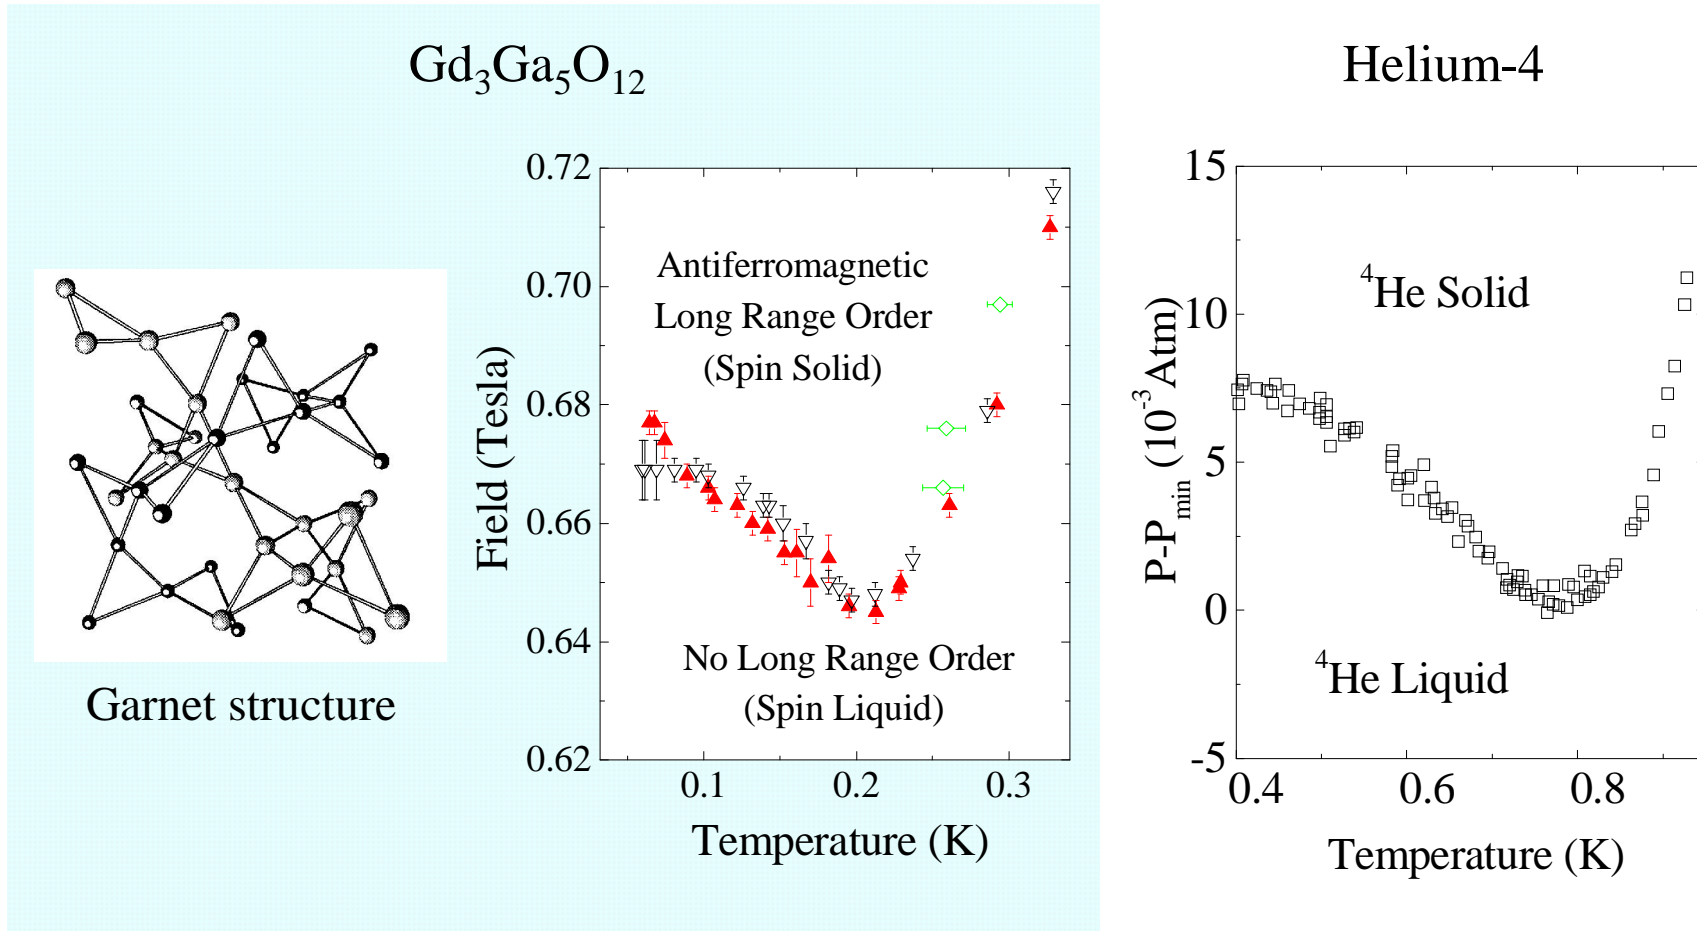 Gd₃Ga₅O₁₂
Helium-4
Garnet structure
Field (Tesla)
0.72
0.70
0.68
0.66
0.64
0.62
Antiferromagnetic
Long Range Order
(Spin Solid)
No Long Range Order
(Spin Liquid)
0.1
0.2
0.3
Temperature (K)
P-Pₘᵢₙ (10⁻³ Atm)
15
10
5
0
-5
⁴He Solid
⁴He Liquid
0.4
0.6
0.8
Temperature (K)